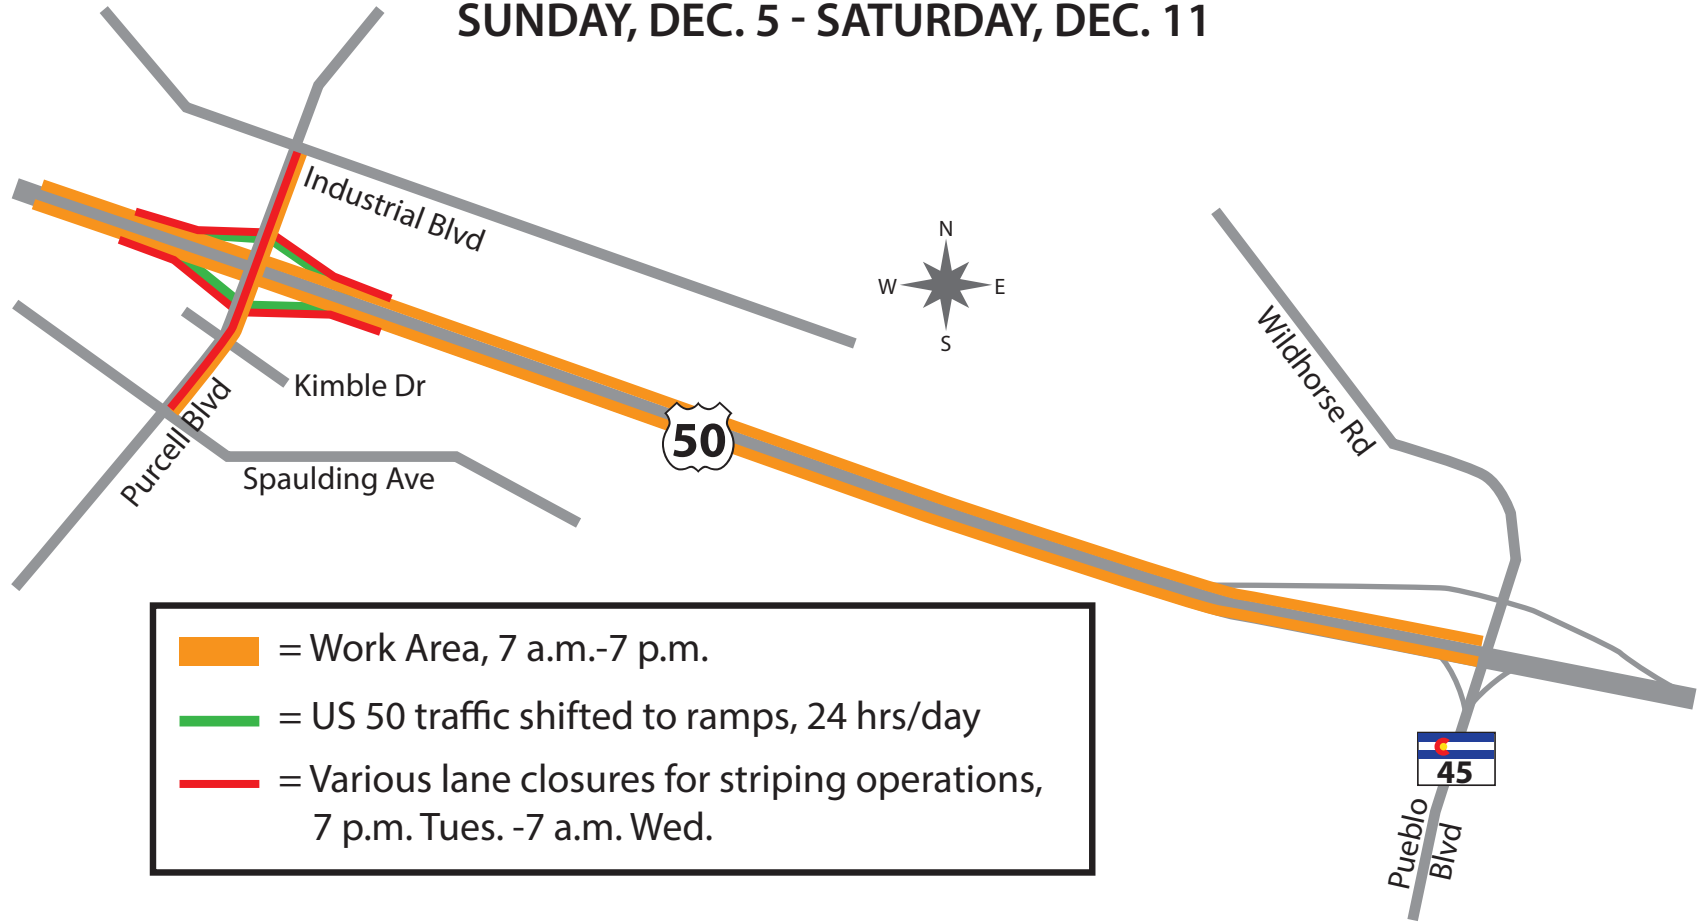 SUNDAY, DEC. 5 - SATURDAY, DEC. 11
Industrial Blvd
N
W
E
S
Wildhorse Rd
Kimble Dr
Purcell Blvd
50
Spaulding Ave
= Work Area, 7 a.m.-7 p.m.
= US 50 traffic shifted to ramps, 24 hrs/day
= Various lane closures for striping operations,
7 p.m. Tues. -7 a.m. Wed.
45
Pueblo
Blvd